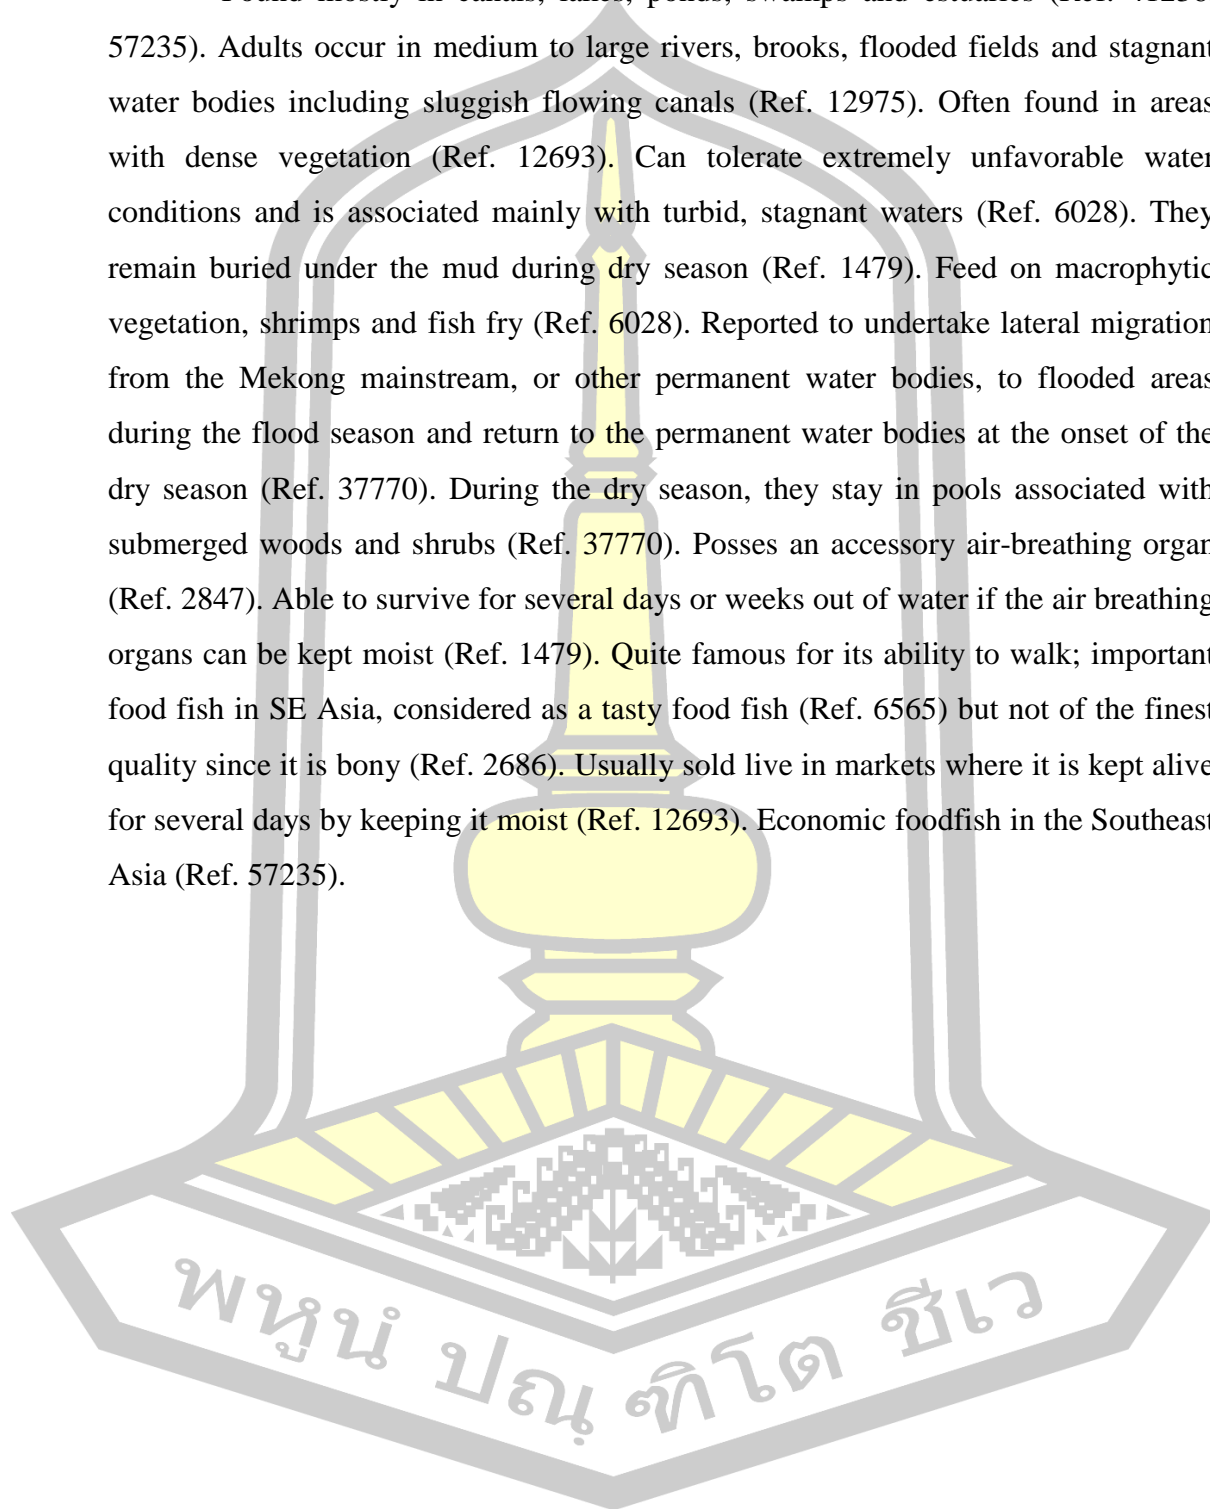 Found mostly in canals, lakes, ponds, swamps and estuaries (Ref.
57235). Adults occur in medium to large rivers, brooks, flooded fields and stagnant
water bodies including sluggish flowing canals (Ref. 12975). Often found in areas
with dense vegetation (Ref. 12693). Can tolerate extremely unfavorable water
conditions and is associated mainly with turbid, stagnant waters (Ref. 6028). They
remain buried under the mud during dry season (Ref. 1479). Feed on macrophytic
vegetation, shrimps and fish fry (Ref. 6028). Reported to undertake lateral migration
from the Mekong mainstream, or other permanent water bodies, to flooded areas
during the flood season and return to the permanent water bodies at the onset of the
dry season (Ref. 37770). During the dry season, they stay in pools associated with
submerged woods and shrubs (Ref. 37770). Posses an accessory air-breathing organ
(Ref. 2847). Able to survive for several days or weeks out of water if the air breathing
organs can be kept moist (Ref. 1479). Quite famous for its ability to walk; important
food fish in SE Asia, considered as a tasty food fish (Ref. 6565) but not of the finest
quality since it is bony (Ref. 2686). Usually sold live in markets where it is kept alive
for several days by keeping it moist (Ref. 12693). Economic foodfish in the Southeast
Asia (Ref. 57235).
พหูนํ ปณฺ ฑิโต ชีเว